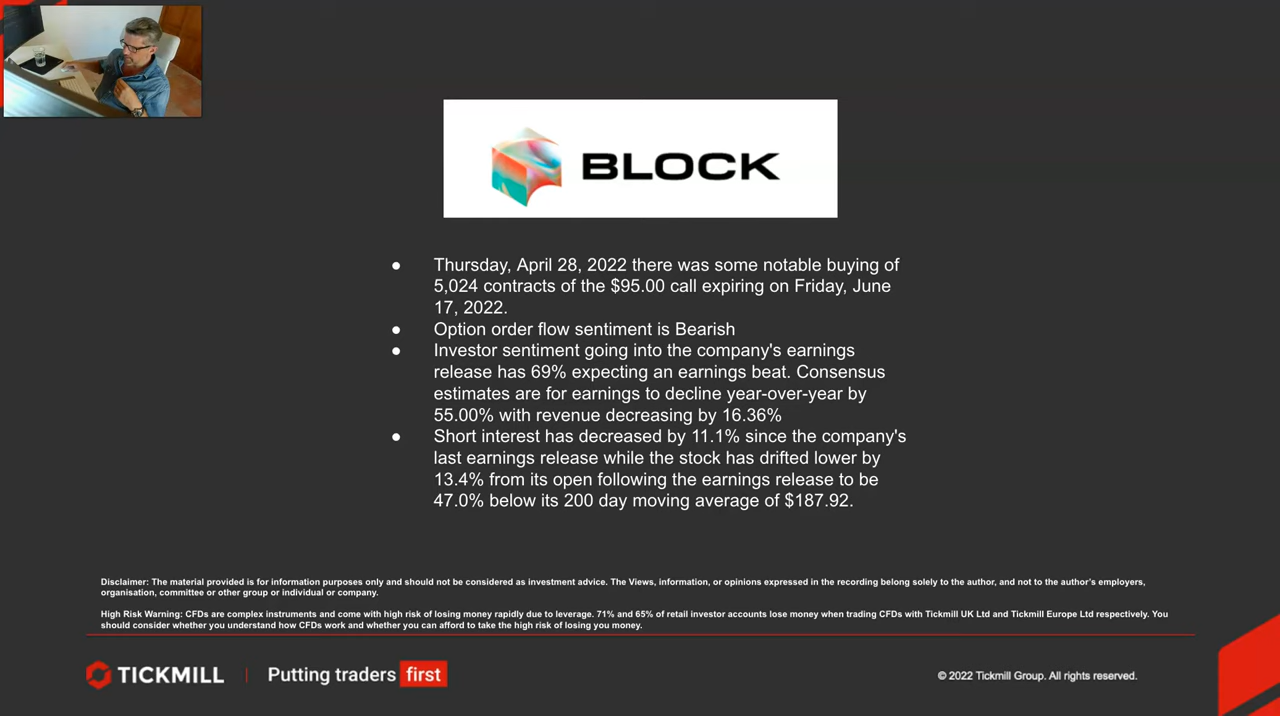 BLOCK
● Thursday, April 28, 2022 there was some notable buying of
5,024 contracts of the $95.00 call expiring on Friday, June
17, 2022.
● Option order flow sentiment is Bearish
● Investor sentiment going into the company's earnings
release has 69% expecting an earnings beat. Consensus
estimates are for earnings to decline year-over-year by
55.00% with revenue decreasing by 16.36%
● Short interest has decreased by 11.1% since the company's
last earnings release while the stock has drifted lower by
13.4% from its open following the earnings release to be
47.0% below its 200 day moving average of $187.92.
Disclaimer: The material provided is for information purposes only and should not be considered as investment advice. The Views, information, or opinions expressed in the recording belong solely to the author, and not to the author's employers,
organisation, committee or other group or individual or company.
High Risk Warning: CFDs are complex instruments and come with high risk of losing money rapidly due to leverage. 71% and 65% of retail investor accounts lose money when trading CFDs with Tickmill UK Ltd and Tickmill Europe Ltd respectively. You
should consider whether you understand how CFDs work and whether you can afford to take the high risk of losing you money.
TICKMILL | Putting traders first
© 2022 Tickmill Group. All rights reserved.